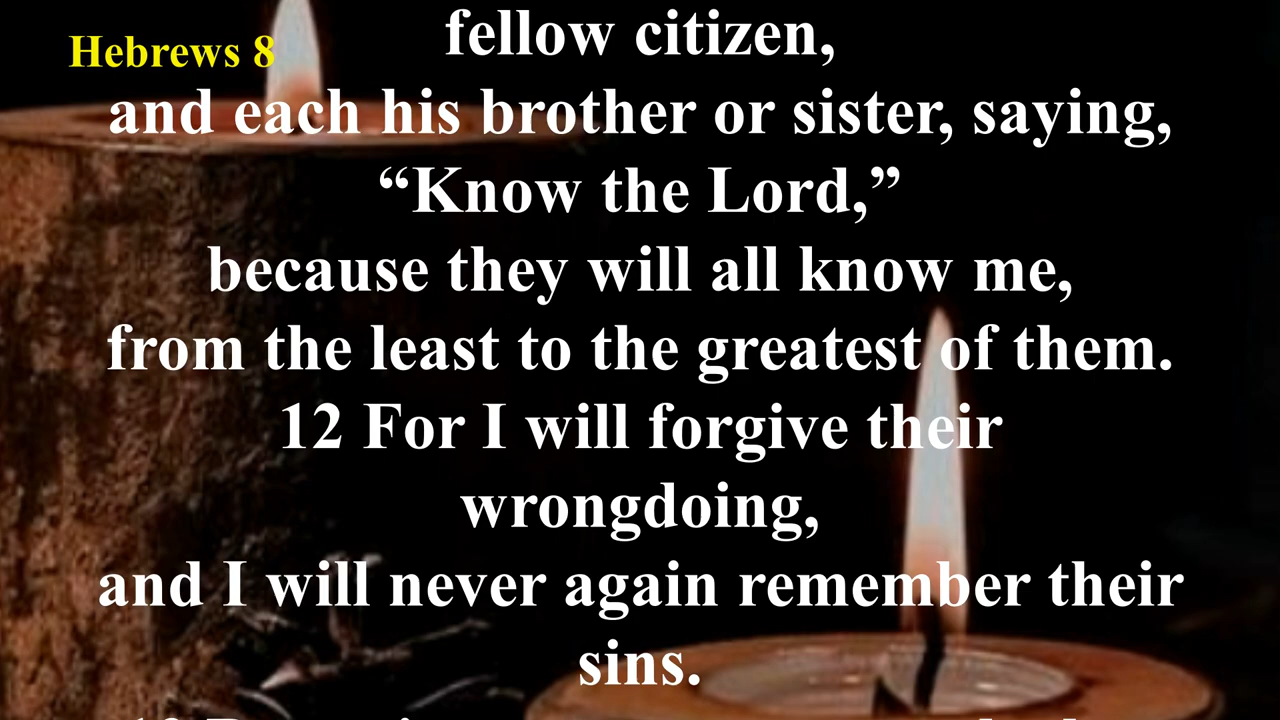 Hebrews 8
fellow citizen,
and each his brother or sister, saying,
“Know the Lord,”
because they will all know me,
from the least to the greatest of them.
12 For I will forgive their
wrongdoing,
and I will never again remember their
sins.